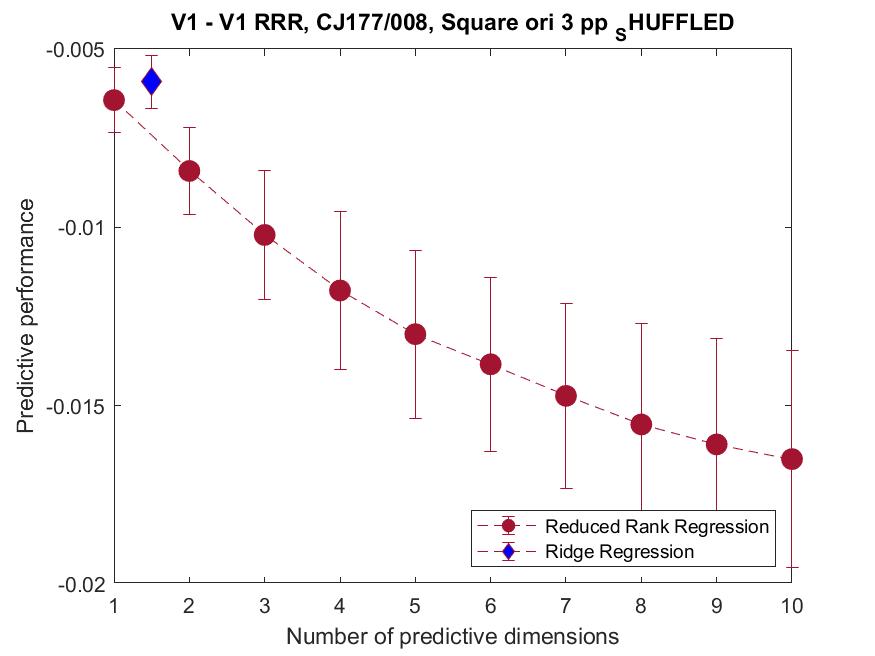 V1 - V1 RRR, CJ177/008, Square ori 3 pp SHUFFLED
-0.005
-0.01
-0.015
-0.02
Predictive performance
Reduced Rank Regression
Ridge Regression
1 2 3 4 5 6 7 8 9 10
Number of predictive dimensions